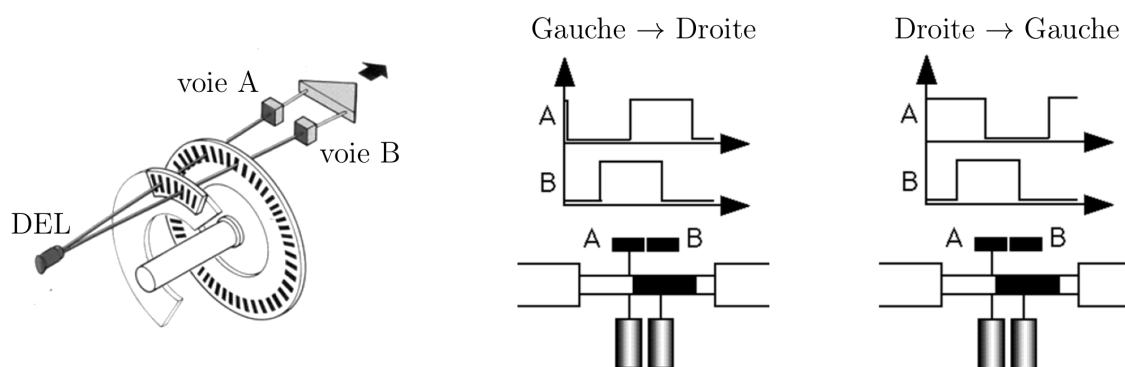 voie A
voie B
DEL
Gauche → Droite
A
B
A B
Droite → Gauche
A
B
A B